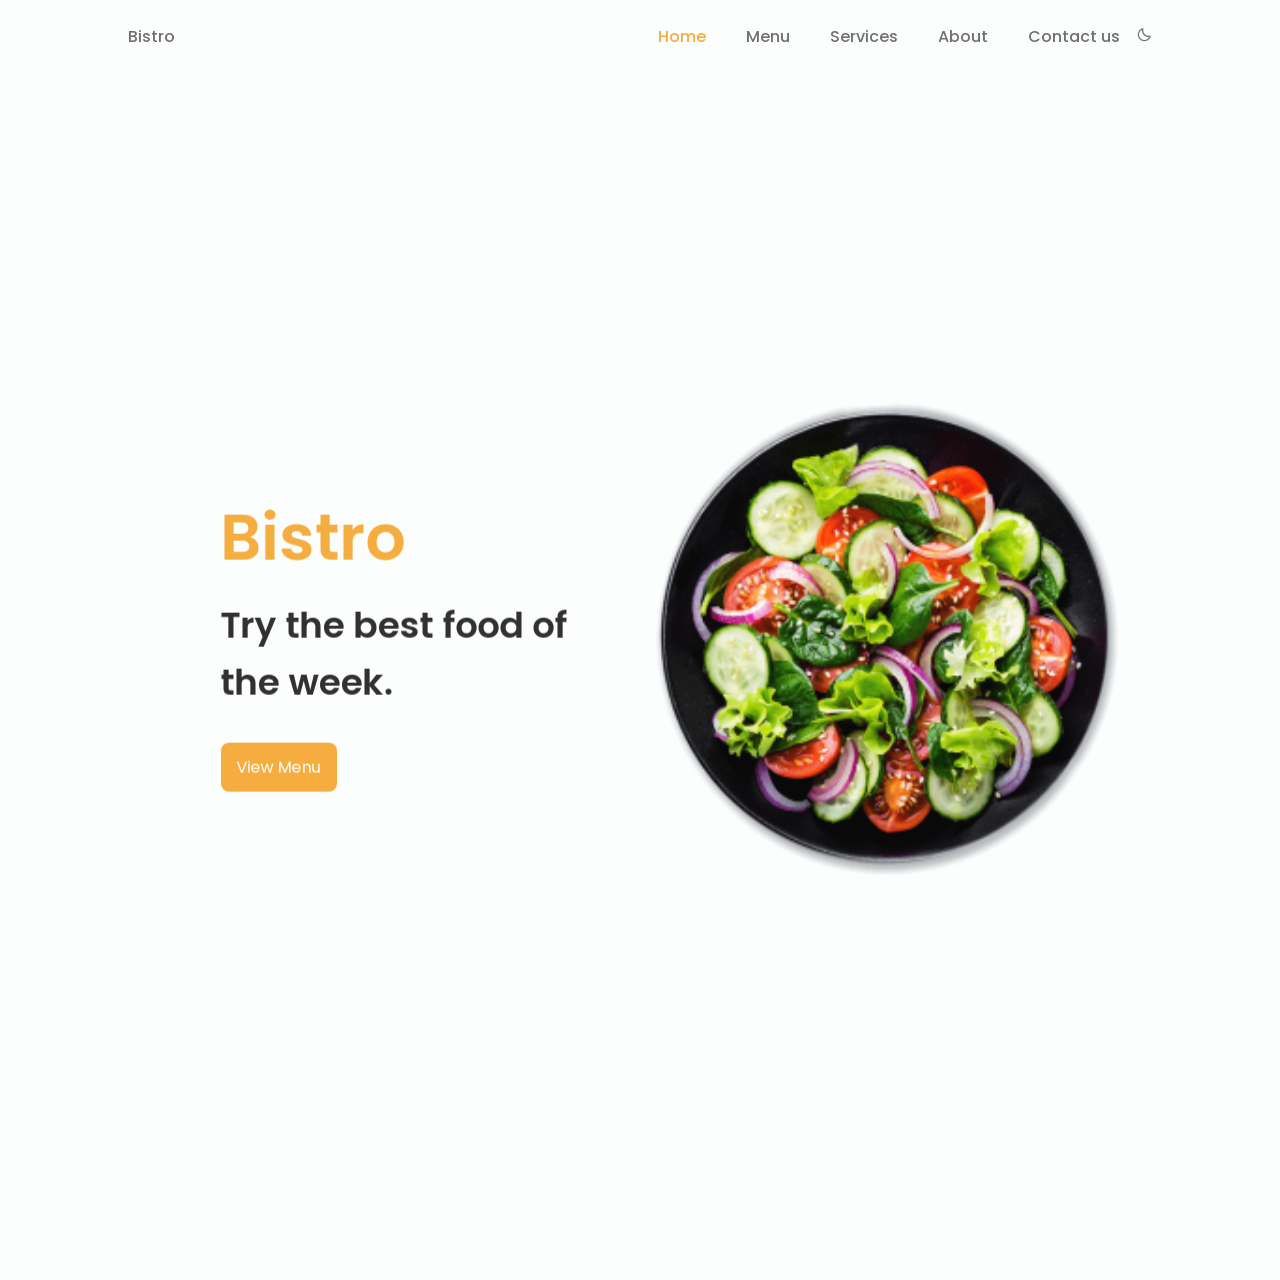 Bistro
Home Menu Services About Contact us
Bistro
Try the best food of
the week.
View Menu